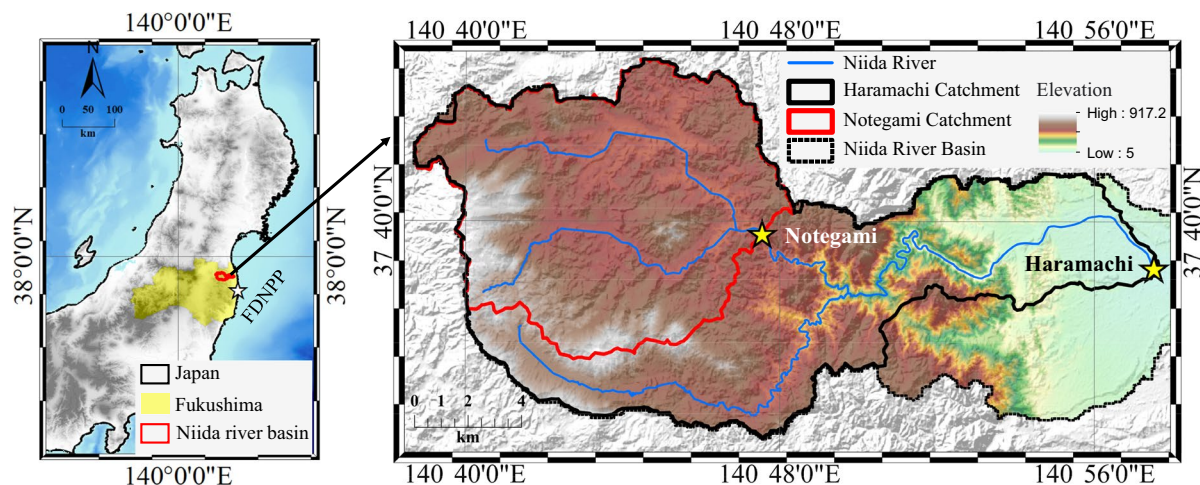 140°0'0"E
N
0 50 100
km
38°0'0"N
38°0'0"N
FDNPP
Japan
Fukushima
Niida river basin
140°0'0"E
140 40'0"E
140 48'0"E
140 56'0"E
Niida River
Haramachi Catchment
Notegami Catchment
Niida River Basin
Elevation
High : 917.2
Low : 5
37 40'0"N
37 40'0"N
Notegami
Haramachi
0 1 2 4
km
140 40'0"E
140 48'0"E
140 56'0"E